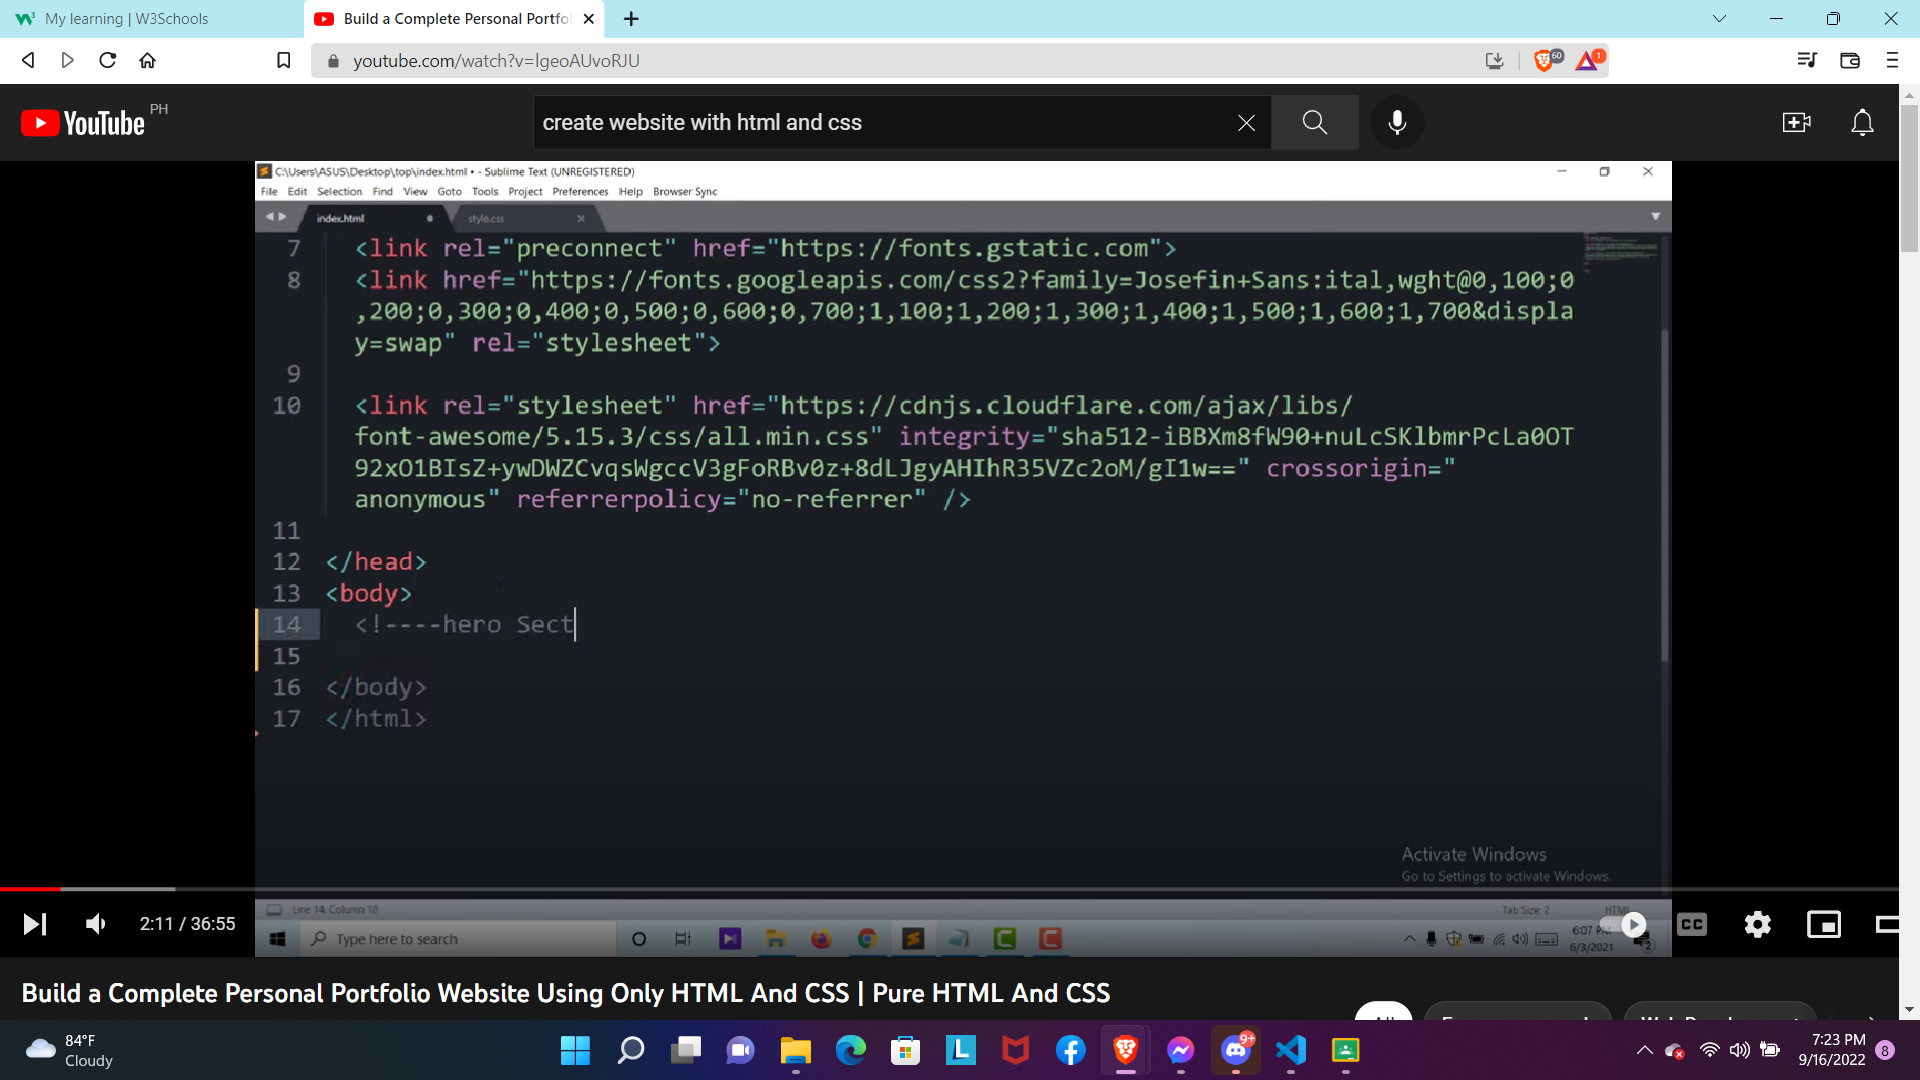 My learning | W3Schools
Build a Complete Personal Portfo
youtube.com/watch?v=IgeoAUvoRJU
60
1
YouTube PH
create website with html and css
C:\Users\ASUS\Desktop\top\index.html • - Sublime Text (UNREGISTERED)
File Edit Selection Find View Goto Tools Project Preferences Help Browser Sync
index.html
style.css
7 <link rel="preconnect" href="https://fonts.gstatic.com">
8 <link href="https://fonts.googleapis.com/css2?family=Josefin+Sans:ital,wght@0,100;0
,200;0,300;0,400;0,500;0,600;0,700;1,100;1,200;1,300;1,400;1,500;1,600;1,700&displa
y=swap" rel="stylesheet">
9
10 <link rel="stylesheet" href="https://cdnjs.cloudflare.com/ajax/libs/
font-awesome/5.15.3/css/all.min.css" integrity="sha512-iBBXm8fW90+nuLcSKlbmrPcLa0OT
92xO1BIsZ+ywDWZCvqsWgccV3gFoRBv0z+8dLJgyAHIhR35VZc2oM/gI1w==" crossorigin="
anonymous" referrerpolicy="no-referrer" />
11
12 </head>
13 <body>
14 <!----hero Sect
15
16 </body>
17 </html>
Activate Windows
Go to Settings to activate Windows.
Line 14, Column 18
Tab Size: 2
HTML
2:11 / 36:55
CC
Type here to search
6:07 PM
6/3/2021
2
Build a Complete Personal Portfolio Website Using Only HTML And CSS | Pure HTML And CSS
84°F
Cloudy
L
9+
7:23 PM
9/16/2022
8